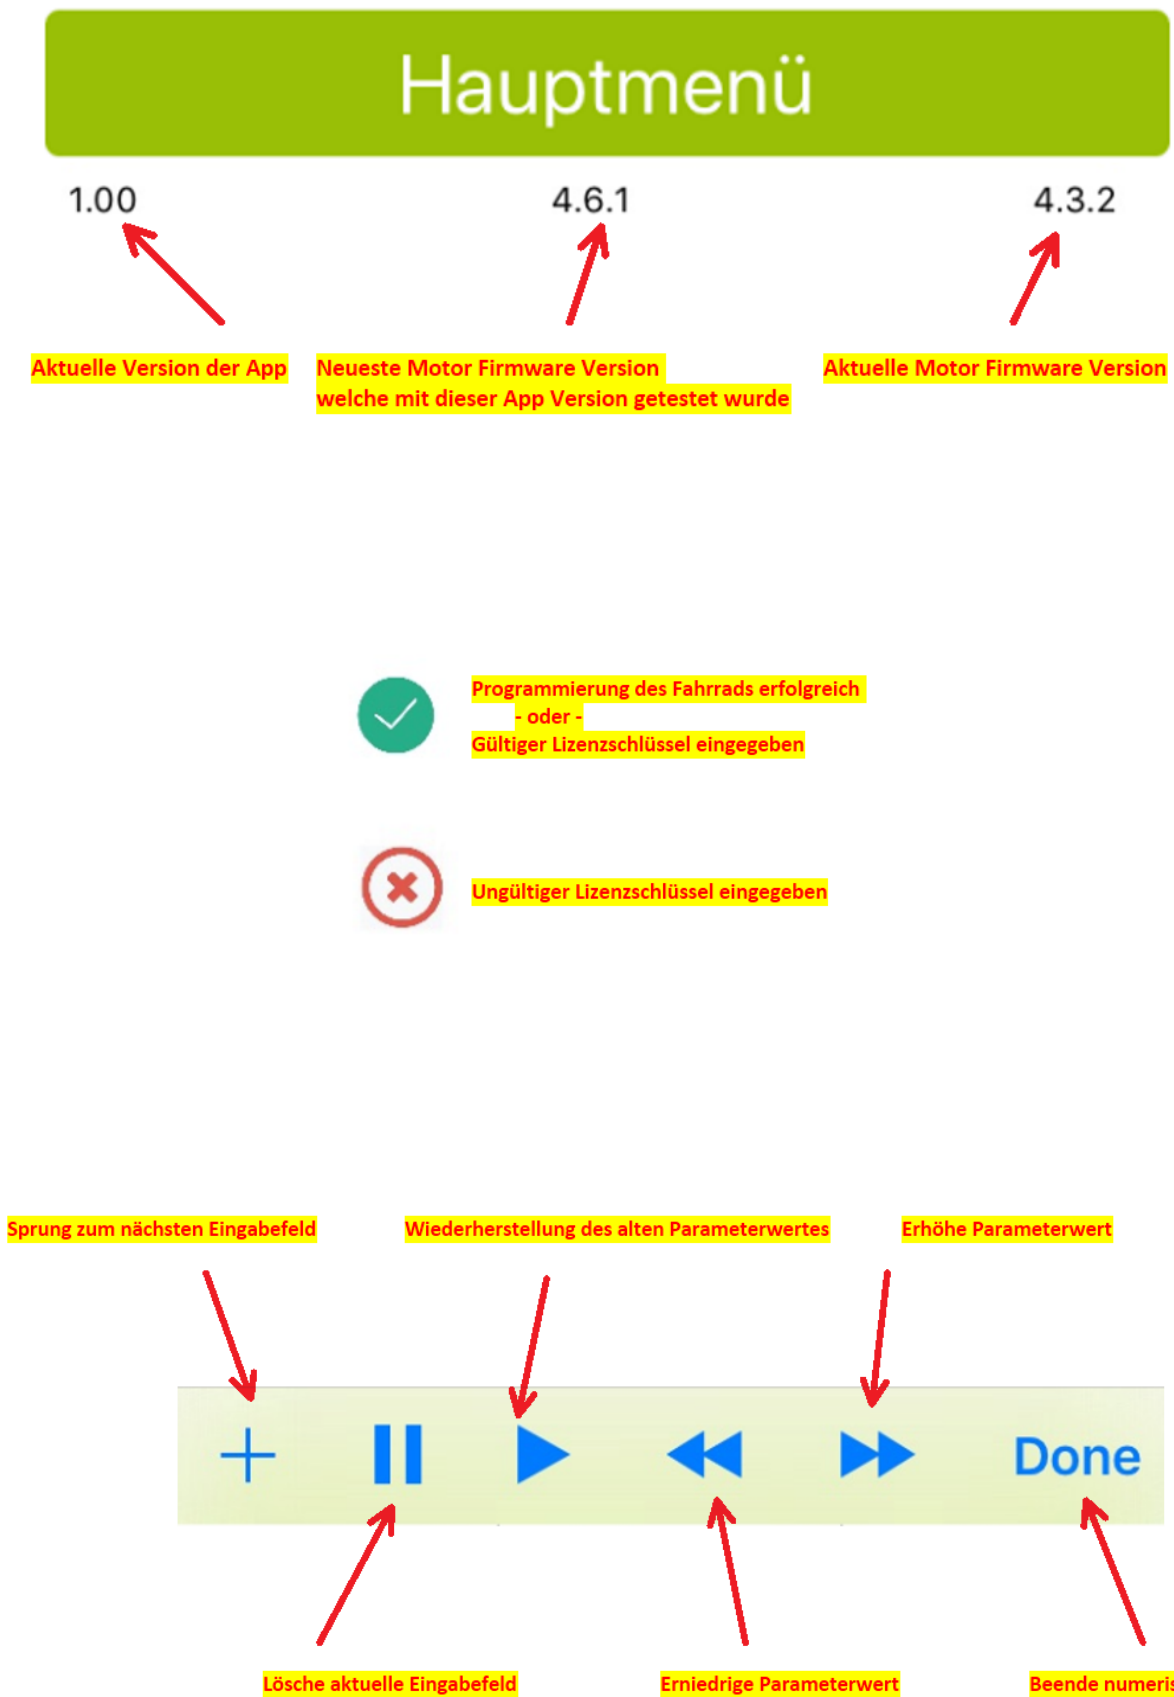 Hauptmenü
1.00 4.6.1 4.3.2
Aktuelle Version der App Neueste Motor Firmware Version Aktuelle Motor Firmware Version
welche mit dieser App Version getestet wurde
Programmierung des Fahrrads erfolgreich
- oder -
Gültiger Lizenzschlüssel eingegeben
Ungültiger Lizenzschlüssel eingegeben
Sprung zum nächsten Eingabefeld Wiederherstellung des alten Parameterwertes Erhöhe Parameterwert
Done
Lösche aktuelle Eingabefeld Erniedrige Parameterwert Beende